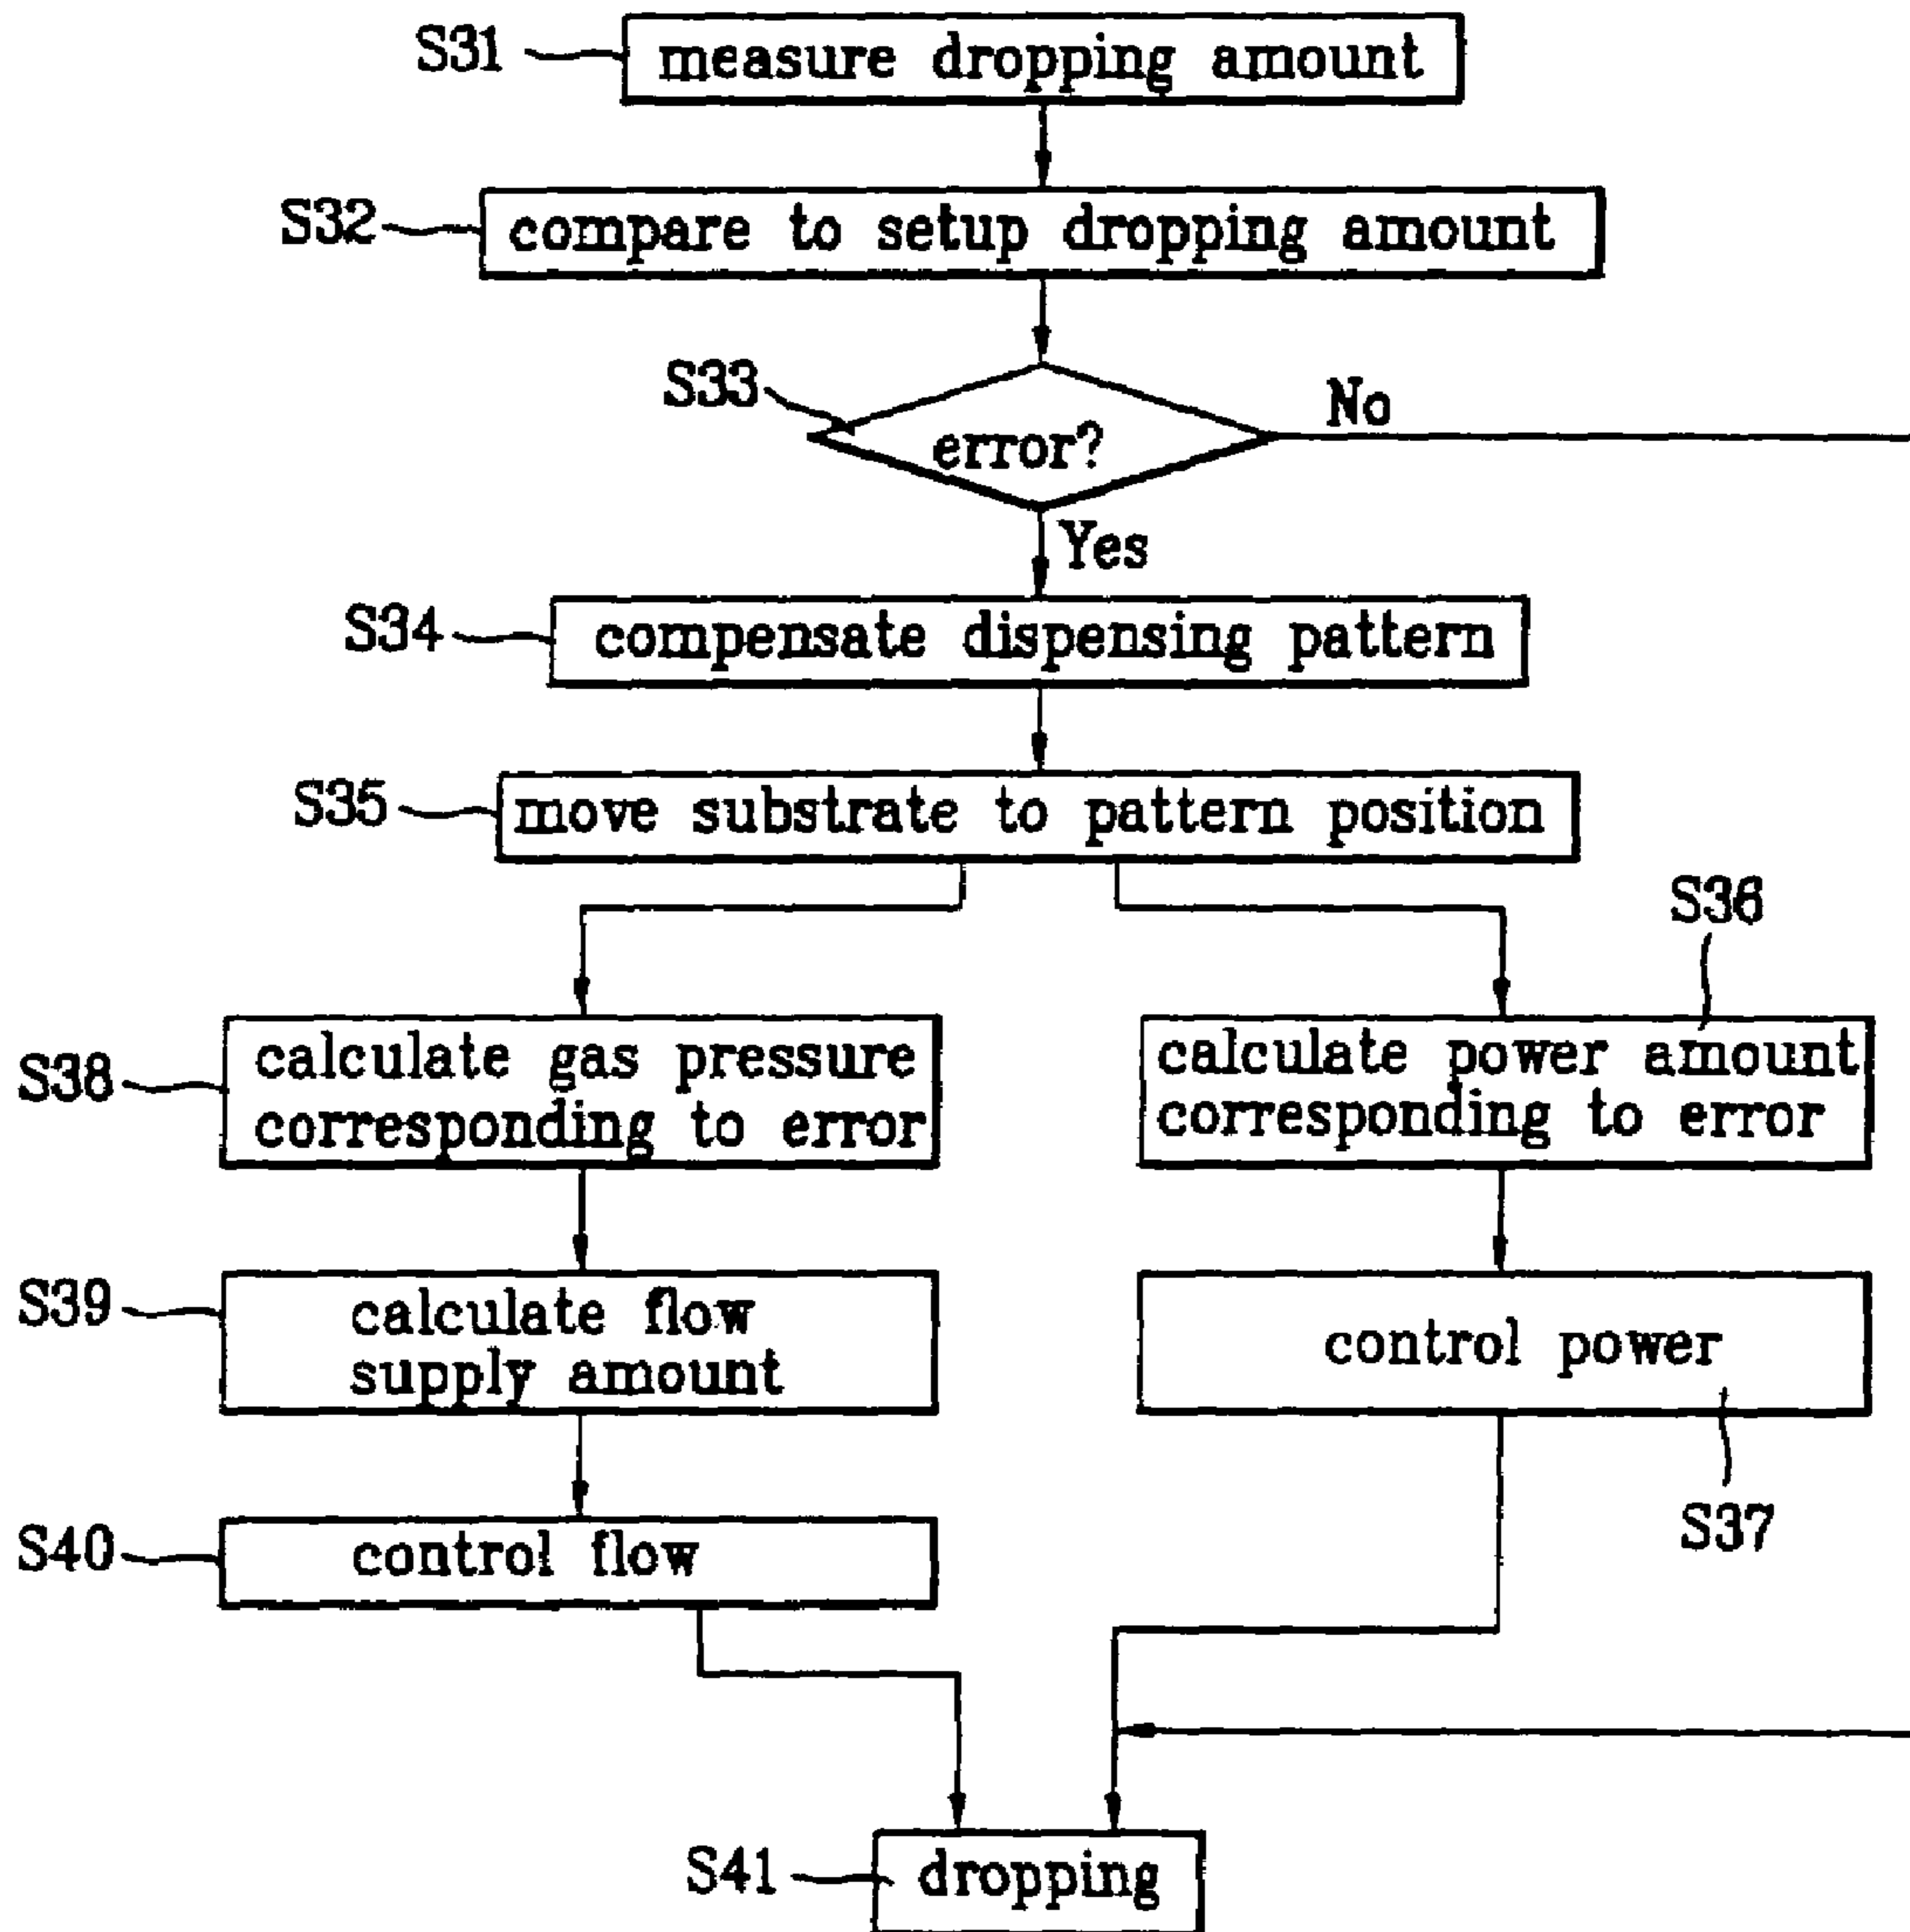 S31
measure dropping amount
S32
compare to setup dropping amount
S33
error?
No
Yes
S34
compensate dispensing pattern
S35
move substrate to pattern position
S36
S38
calculate gas pressure
corresponding to error
calculate power amount
corresponding to error
S39
calculate flow
supply amount
control power
S37
S40
control flow
S41
dropping